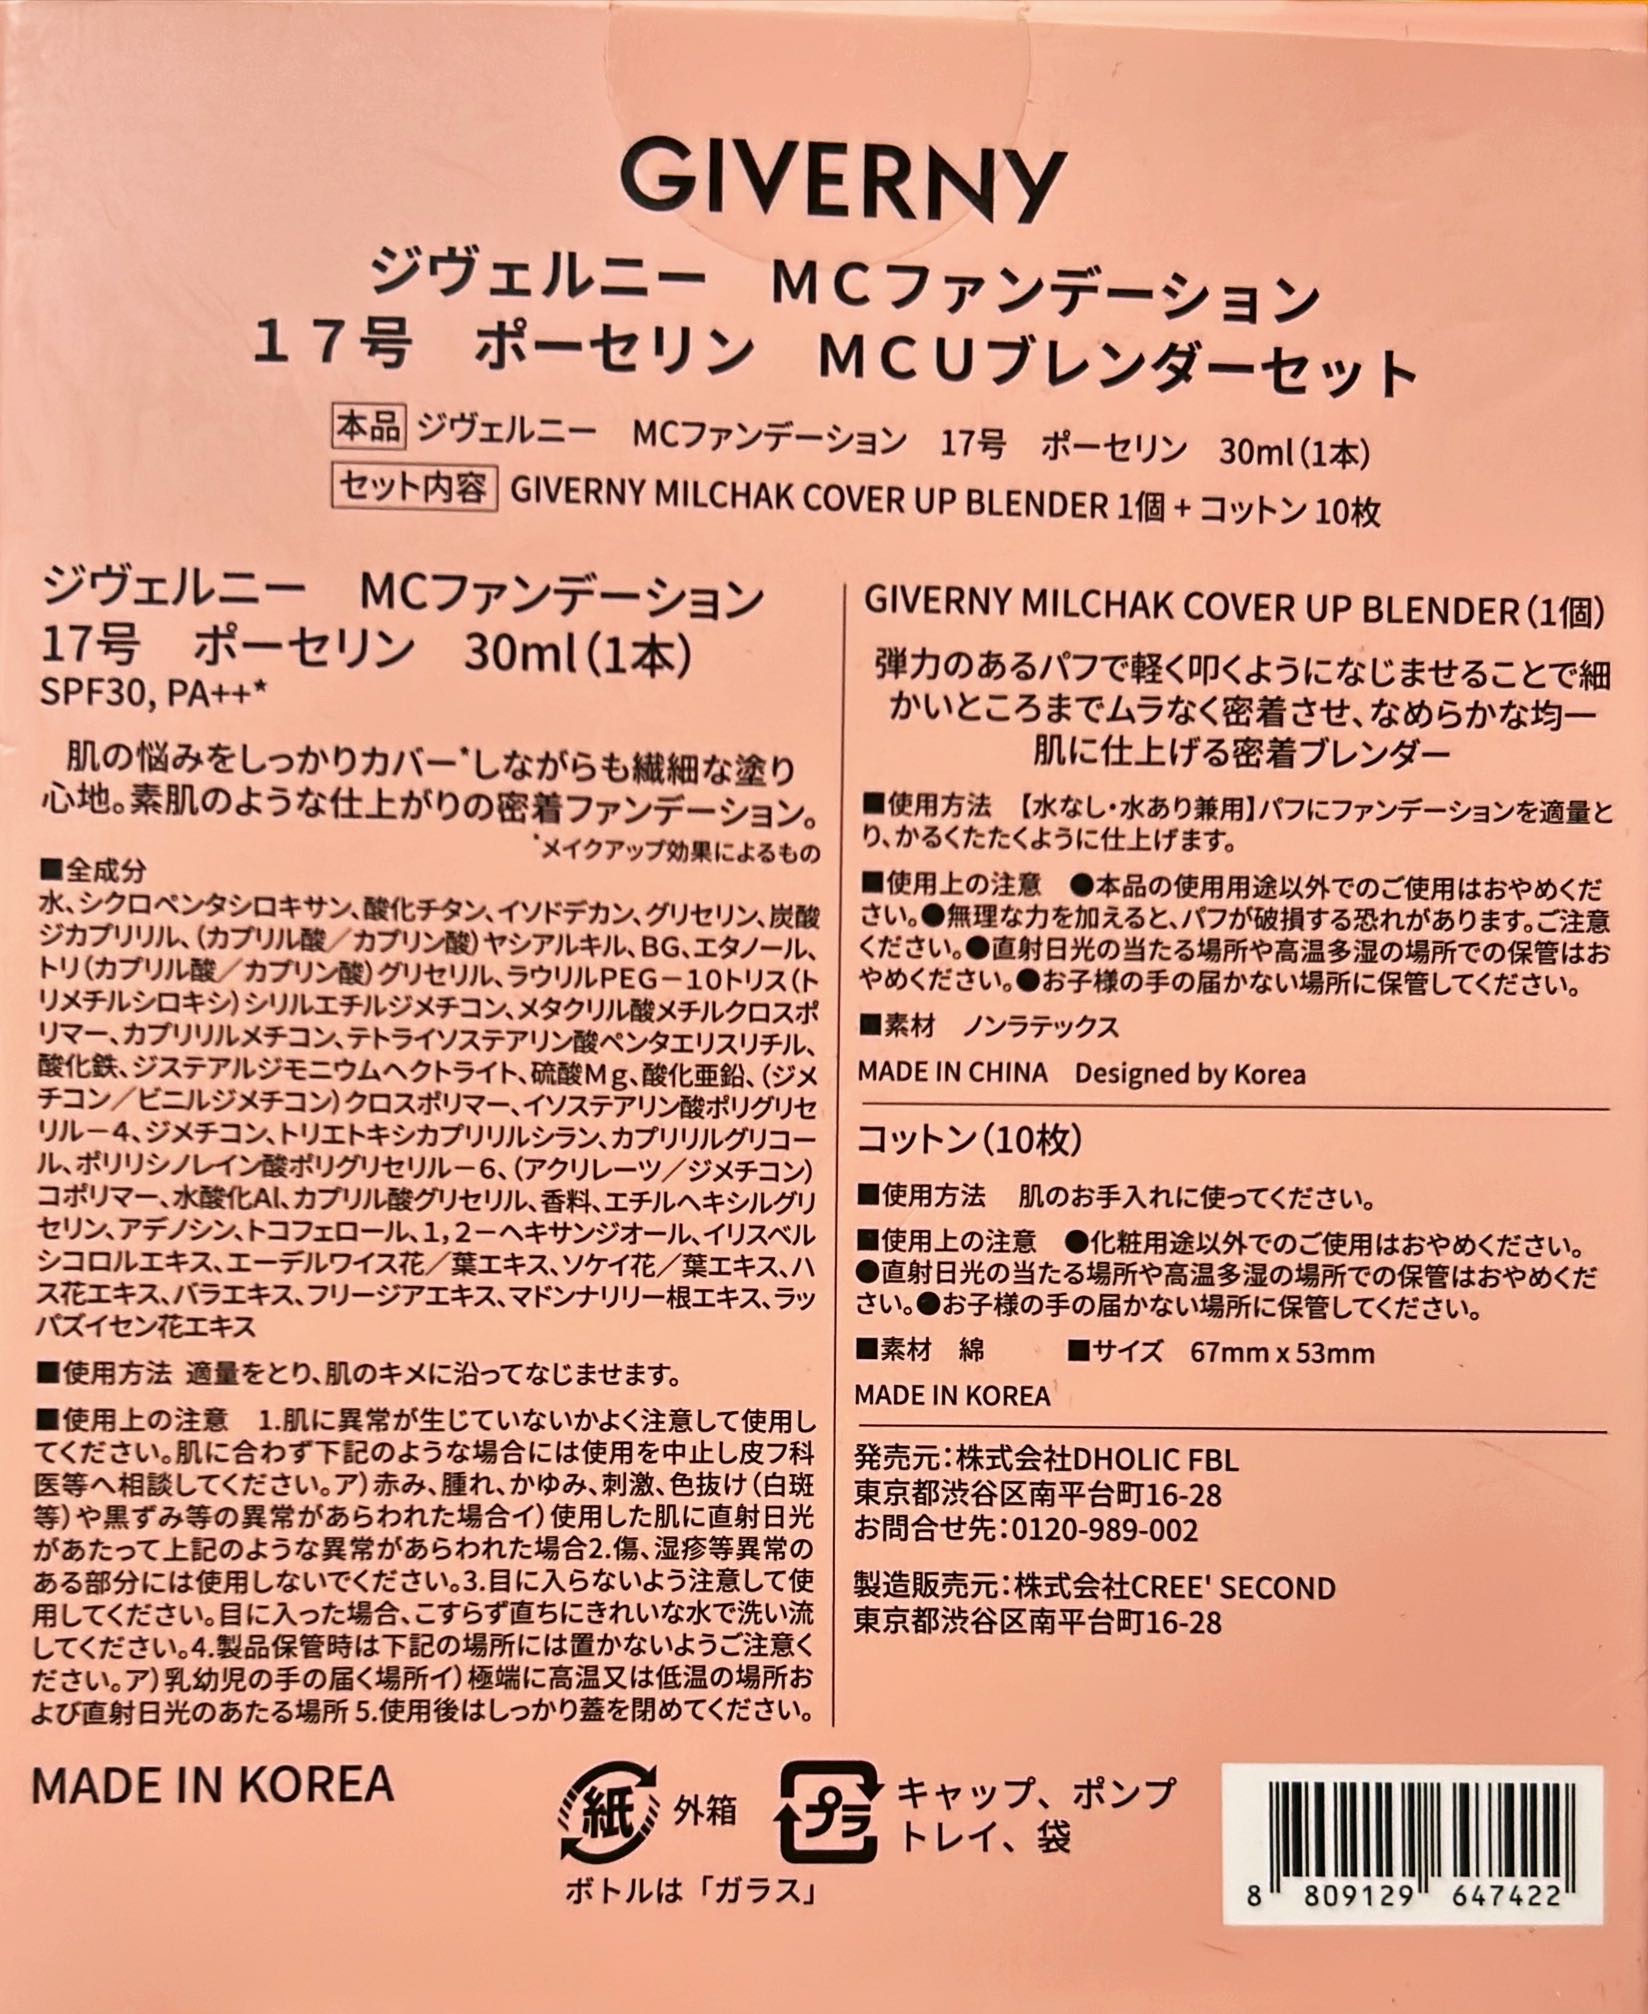 GIVERNY
ジヴェルニー　ＭＣファンデーション
１７号　ポーセリン　ＭＣＵブレンダーセット
本品 ジヴェルニー　MCファンデーション　17号　ポーセリン　30ml(1本)
セット内容 GIVERNY MILCHAK COVER UP BLENDER 1個 + コットン 10枚
ジヴェルニー　MCファンデーション
17号　ポーセリン　30ml(1本)
SPF30, PA++*
肌の悩みをしっかりカバー*しながらも繊細な塗り
心地。素肌のような仕上がりの密着ファンデーション。
*メイクアップ効果によるもの
■全成分
水、シクロペンタシロキサン、酸化チタン、イソドデカン、グリセリン、炭酸
ジカプリリル、（カプリル酸／カプリン酸）ヤシアルキル、BG、エタノール、
トリ（カプリル酸／カプリン酸）グリセリル、ラウリルPEG－10トリス（ト
リメチルシロキシ）シリルエチルジメチコン、メタクリル酸メチルクロスポ
リマー、カプリリルメチコン、テトライソステアリン酸ペンタエリスリチル、
酸化鉄、ジステアルジモニウムヘクトライト、硫酸Mg、酸化亜鉛、（ジメ
チコン／ビニルジメチコン）クロスポリマー、イソステアリン酸ポリグリセ
リル－4、ジメチコン、トリエトキシカプリリルシラン、カプリリルグリコー
ル、ポリリシノレイン酸ポリグリセリル－6、（アクリレーツ／ジメチコン）
コポリマー、水酸化Al、カプリル酸グリセリル、香料、エチルヘキシルグリ
セリン、アデノシン、トコフェロール、1，2－ヘキサンジオール、イリスベル
シコロルエキス、エーデルワイス花／葉エキス、ソケイ花／葉エキス、ハ
ス花エキス、バラエキス、フリージアエキス、マドンナリリー根エキス、ラッ
パズイセン花エキス
■使用方法 適量をとり、肌のキメに沿ってなじませます。
■使用上の注意　1.肌に異常が生じていないかよく注意して使用し
てください。肌に合わず下記のような場合には使用を中止し皮フ科
医等へ相談してください。ア）赤み、腫れ、かゆみ、刺激、色抜け（白斑
等）や黒ずみ等の異常があらわれた場合イ）使用した肌に直射日光
があたって上記のような異常があらわれた場合2.傷、湿疹等異常の
ある部分には使用しないでください。3.目に入らないよう注意して使
用してください。目に入った場合、こすらず直ちにきれいな水で洗い流
してください。4.製品保管時は下記の場所には置かないようご注意く
ださい。ア）乳幼児の手の届く場所イ）極端に高温又は低温の場所お
よび直射日光のあたる場所 5.使用後はしっかり蓋を閉めてください。
GIVERNY MILCHAK COVER UP BLENDER（1個）
弾力のあるパフで軽く叩くようになじませることで細
かいところまでムラなく密着させ、なめらかな均一
肌に仕上げる密着ブレンダー
■使用方法　【水なし・水あり兼用】パフにファンデーションを適量と
り、かるくたたくように仕上げます。
■使用上の注意　●本品の使用用途以外でのご使用はおやめくだ
さい。●無理な力を加えると、パフが破損する恐れがあります。ご注意
ください。●直射日光の当たる場所や高温多湿の場所での保管はお
やめください。●お子様の手の届かない場所に保管してください。
■素材　ノンラテックス
MADE IN CHINA　Designed by Korea
コットン（10枚）
■使用方法　肌のお手入れに使ってください。
■使用上の注意　●化粧用途以外でのご使用はおやめください。
●直射日光の当たる場所や高温多湿の場所での保管はおやめくだ
さい。●お子様の手の届かない場所に保管してください。
■素材　綿　　　■サイズ　67mm x 53mm
MADE IN KOREA
発売元：株式会社DHOLIC FBL
東京都渋谷区南平台町16-28
お問合せ先：0120-989-002
製造販売元：株式会社CREE' SECOND
東京都渋谷区南平台町16-28
MADE IN KOREA
紙 外箱
プラ キャップ、ポンプ
トレイ、袋
ボトルは「ガラス」
8 809129 647422